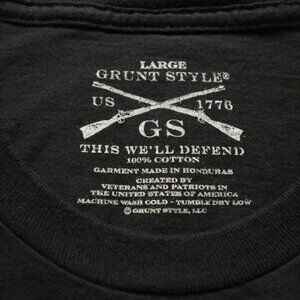 LARGE
GRUNT STYLE®
US 1776
GS
THIS WE'LL DEFEND
100% COTTON
GARMENT MADE IN HONDURAS
CREATED BY
VETERANS AND PATRIOTS IN
THE UNITED STATES OF AMERICA
MACHINE WASH COLD - TUMBLE DRY LOW
© GRUNT STYLE, LLC